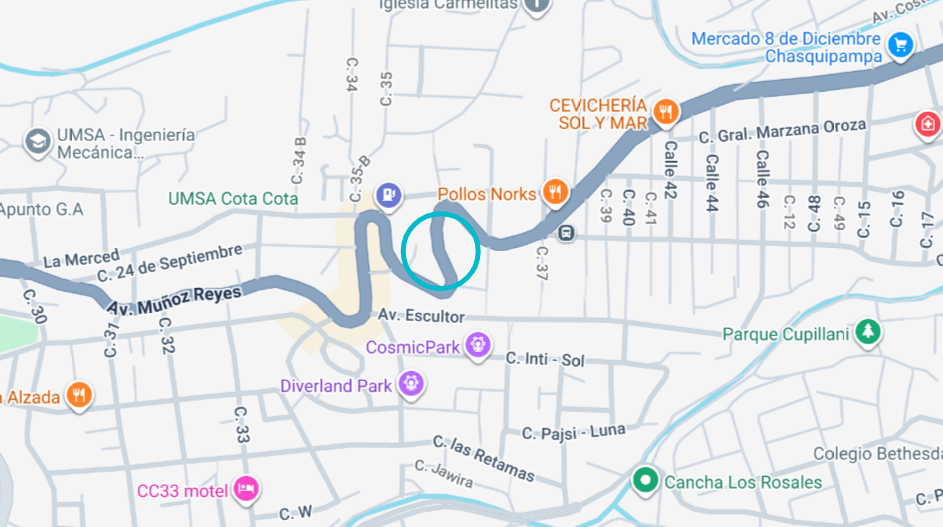 Iglesia Carmelitas
Av. Costa
Mercado 8 de Diciembre
Chasquipampa
C. 34
C. 35
CEVICHERÍA
SOL Y MAR
UMSA - Ingeniería
Mecánica...
C. Gral. Marzana Oroza
C. 34 B
C. 35-B
Calle 42
Calle 44
Calle 46
UMSA Cota Cota
Pollos Norks
C. 39
C. 40
C. 41
C. 12
48 C.
C. 49
C. 15
C. 16
C. 17
Apunto G.A
La Merced
C. 24 de Septiembre
C. 37
C. 30
Av. Muñoz Reyes
C. 31
C. 32
Av. Escultor
Parque Cupillani
CosmicPark
C. Inti - Sol
Diverland Park
Alzada
C. 33
C. Pajsi - Luna
C. las Retamas
Colegio Bethesda
C. Jawira
CC33 motel
Cancha Los Rosales
C. W
C. P